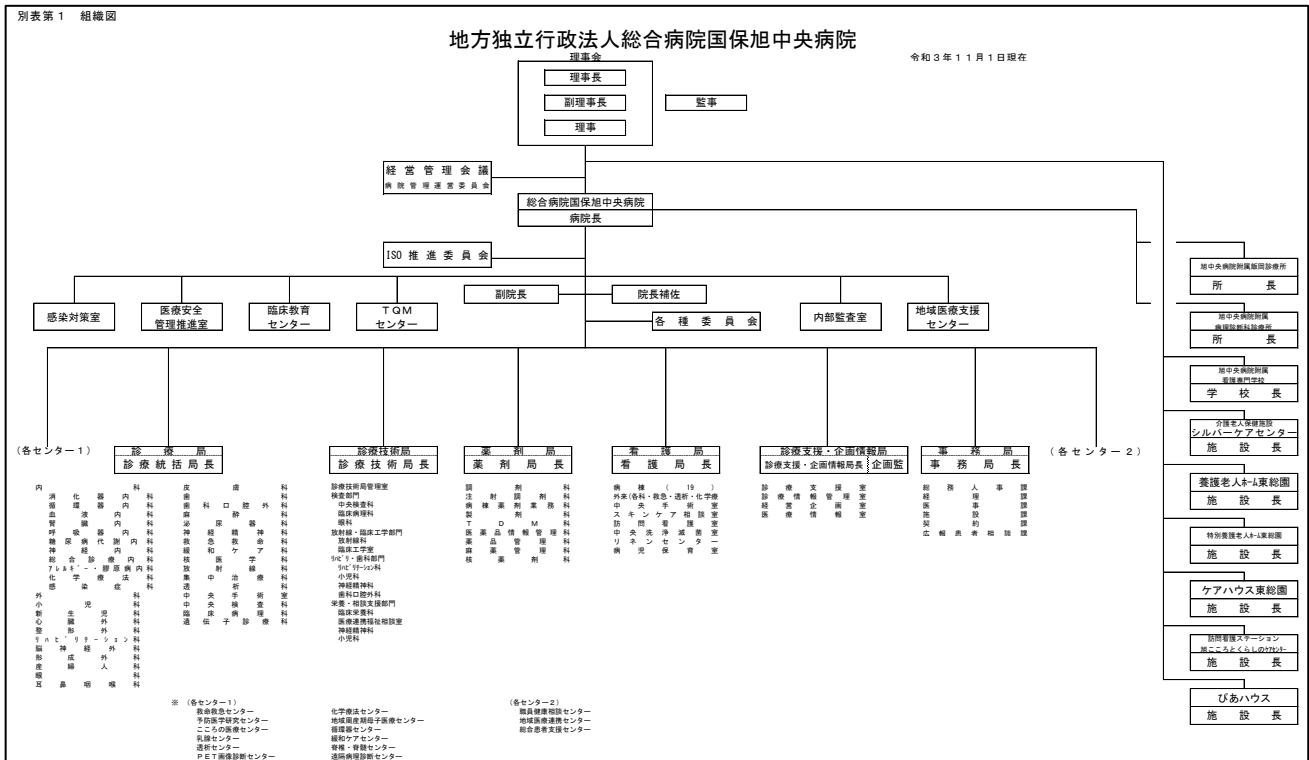 別表第１　組織図
地方独立行政法人総合病院国保旭中央病院
令和３年１１月１日現在
理事会
理事長
副理事長
監事
理事
経営管理会議
病院管理運営委員会
総合病院国保旭中央病院
病院長
ISO推進委員会
副院長
院長補佐
感染対策室
医療安全
管理推進室
臨床教育
センター
ＴＱＭ
センター
各種委員会
内部監査室
地域医療支援
センター
旭中央病院附属飯岡診療所
所長
旭中央病院附属
病理診断科診療所
所長
旭中央病院附属
看護専門学校
学校長
介護老人保健施設
シルバーケアセンター
施設長
養護老人ホーム東総園
施設長
特別養護老人ホーム東総園
施設長
ケアハウス東総園
施設長
訪問看護ステーション
旭こころとくらしのケアセンター
施設長
ぴあハウス
施設長
（各センター１）
診療局
診療統括局長
診療技術局
診療技術局長
薬剤局
薬剤局長
看護局
看護局長
診療支援・企画情報局
診療支援・企画情報局長　企画監
事務局
事務局長
（各センター２）
内科
消化器内科
循環器内科
血液内科
腎臓内科
呼吸器内科
糖尿病代謝内科
神経内科
総合診療内科
アレルギー・膠原病内科
化学療法科
感染症科
外科
小児科
新生児科
心臓外科
整形外科
リハビリテーション科
脳神経外科
形成外科
産婦人科
眼科
耳鼻咽喉科
皮膚科
歯科
歯科口腔外科
麻酔科
泌尿器科
神経精神科
救急救命科
緩和ケア科
核医学科
放射線科
集中治療科
透析科
中央手術室
中央検査科
臨床病理科
遺伝子診療科
診療技術局管理室
検査部門
中央検査科
臨床病理科
眼科
放射線・臨床工学部門
放射線科
臨床工学室
リハビリ・歯科部門
リハビリテーション科
小児科
神経精神科
歯科口腔外科
栄養・相談支援部門
臨床栄養科
医療連携福祉相談室
神経精神科
小児科
調剤科
注射調剤科
病棟薬剤業務科
製剤科
ＴＤＭ科
医薬品情報管理科
薬品管理科
麻薬管理科
核薬剤科
病棟（19）
外来(各科・救急・透析・化学療
中央手術室
スキンケア相談室
訪問看護室
中央洗浄滅菌室
リネンセンター
病児保育室
診療支援室
診療情報管理室
経営企画室
医療情報室
総務人事課
経理課
医事課
施設課
契約課
広報患者相談課
※（各センター１）
救命救急センター
予防医学研究センター
こころの医療センター
乳腺センター
透析センター
ＰＥＴ画像診断センター
化学療法センター
地域周産期母子医療センター
循環器センター
緩和ケアセンター
脊椎・脊髄センター
遠隔病理診断センター
（各センター２）
職員健康相談センター
地域医療連携センター
総合患者支援センター